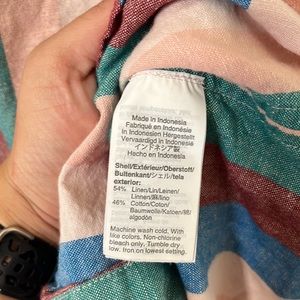 Made in Indonesia
Fabriqué en Indonésie
In Indonesien Hergestellt
Vervaardigd in Indonesië
インドネシア製
Hecho en Indonesia
Shell/Extérieur/Oberstoff/
Buitenkant/シェル/tela
exterior:
54% Linen/Lin/Leinen/
Linnen/麻/lino
46% Cotton/Coton/
Baumwolle/Katoen/綿/
algodón
Machine wash cold. With
like colors. Non-chlorine
bleach only. Tumble dry
low. Iron on lowest setting.